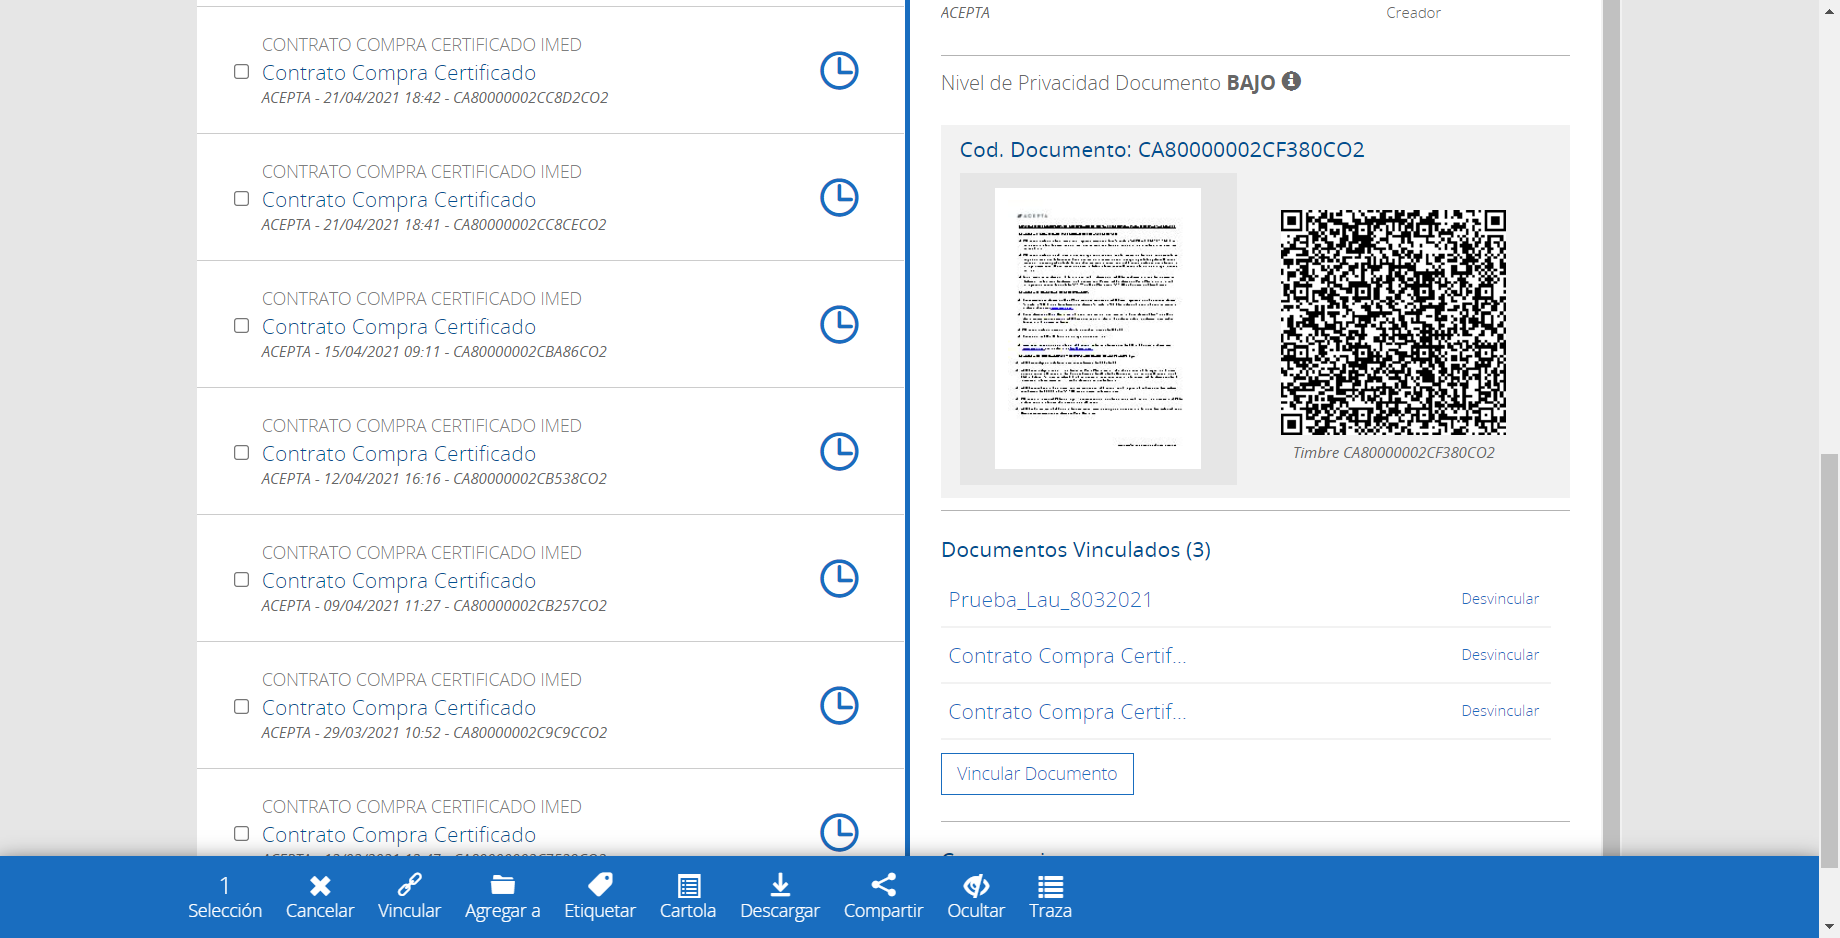 CONTRATO COMPRA CERTIFICADO IMED
Contrato Compra Certificado
ACEPTA - 21/04/2021 18:42 - CA80000002CC8D2CO2
CONTRATO COMPRA CERTIFICADO IMED
Contrato Compra Certificado
ACEPTA - 21/04/2021 18:41 - CA80000002CC8CECO2
CONTRATO COMPRA CERTIFICADO IMED
Contrato Compra Certificado
ACEPTA - 15/04/2021 09:11 - CA80000002CBA86CO2
CONTRATO COMPRA CERTIFICADO IMED
Contrato Compra Certificado
ACEPTA - 12/04/2021 16:16 - CA80000002CB538CO2
CONTRATO COMPRA CERTIFICADO IMED
Contrato Compra Certificado
ACEPTA - 09/04/2021 11:27 - CA80000002CB257CO2
CONTRATO COMPRA CERTIFICADO IMED
Contrato Compra Certificado
ACEPTA - 29/03/2021 10:52 - CA80000002C9C9CCO2
CONTRATO COMPRA CERTIFICADO IMED
Contrato Compra Certificado
ACEPTA Creador
Nivel de Privacidad Documento BAJO
Cod. Documento: CA80000002CF380CO2
ACEPTA
Timbre CA80000002CF380CO2
Documentos Vinculados (3)
Prueba_Lau_8032021 Desvincular
Contrato Compra Certif... Desvincular
Contrato Compra Certif... Desvincular
Vincular Documento
1
Selección Cancelar Vincular Agregar a Etiquetar Cartola Descargar Compartir Ocultar Traza